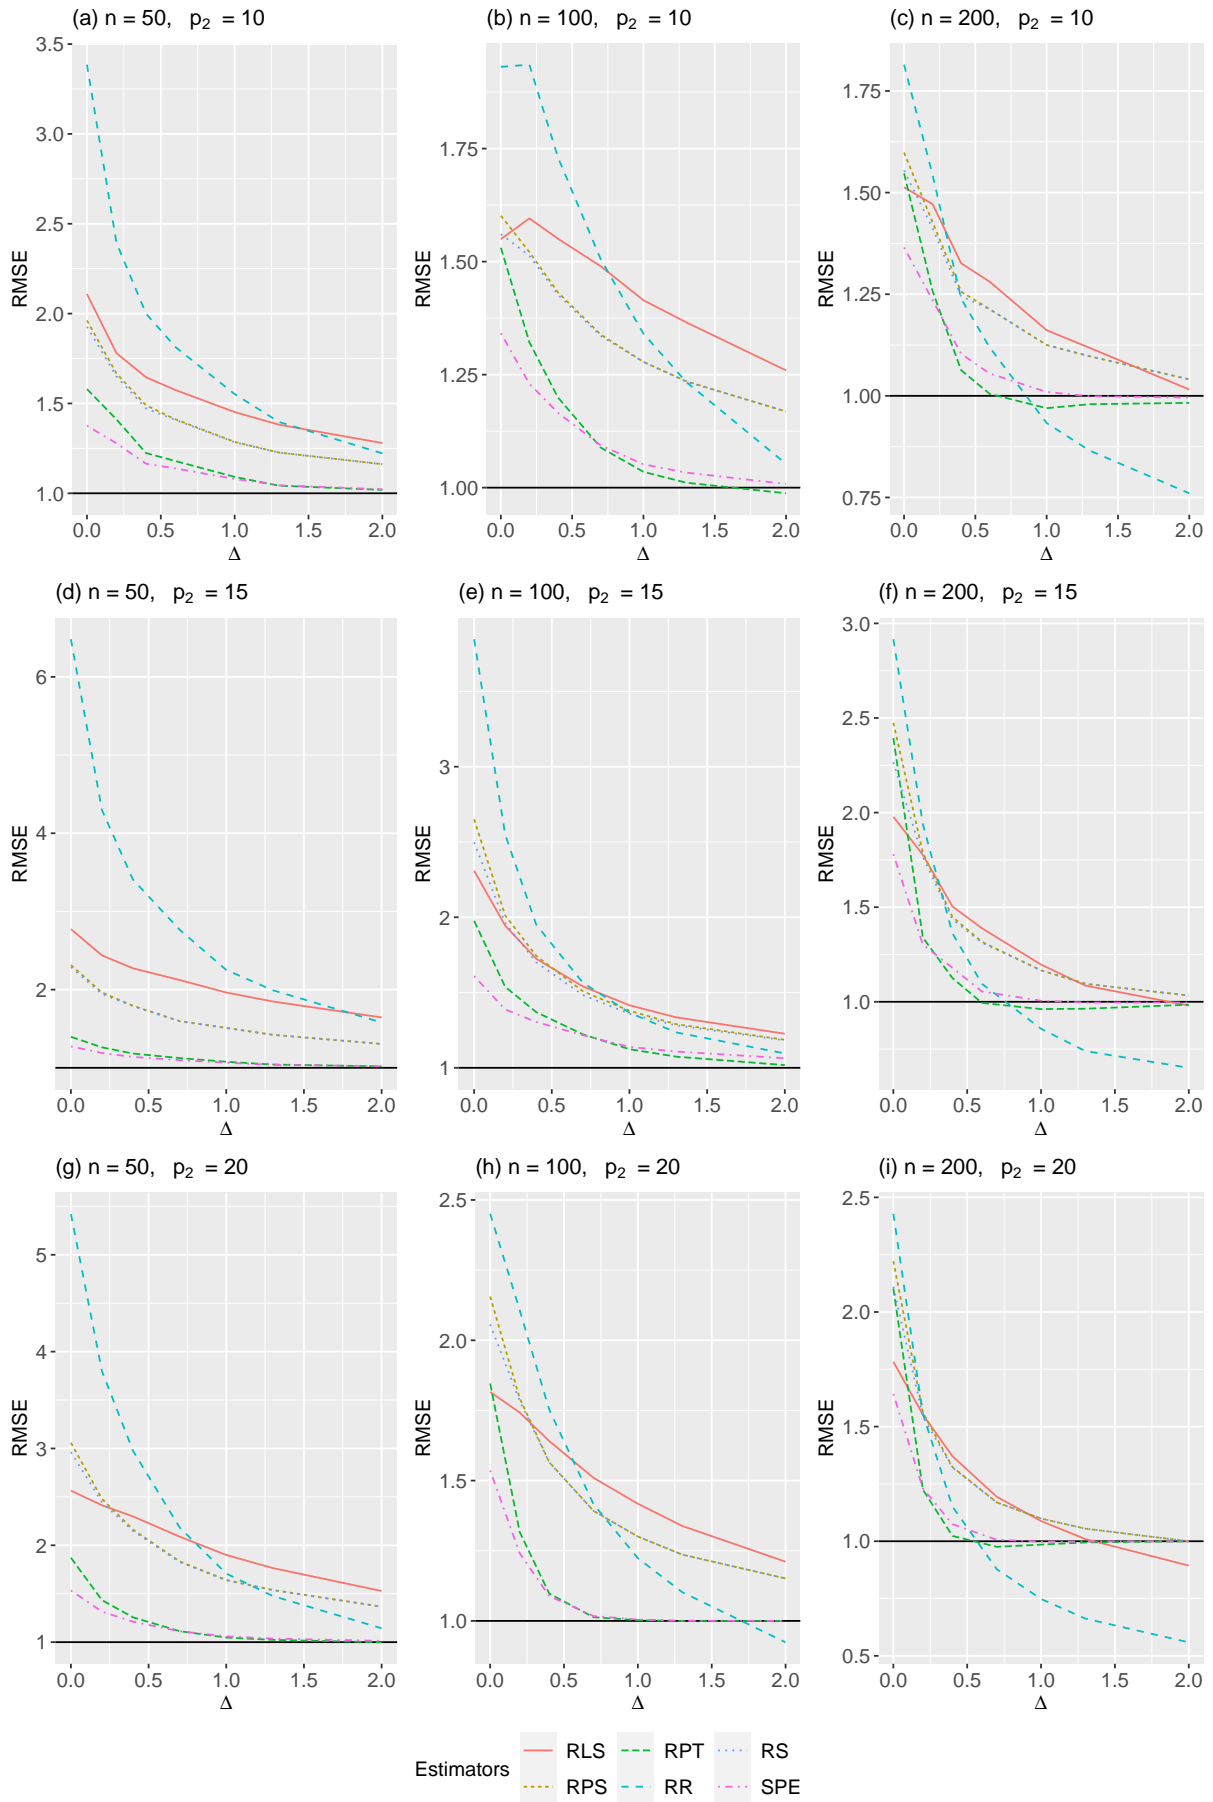 (a) n = 50, p2 = 10
(b) n = 100, p2 = 10
(c) n = 200, p2 = 10
RMSE
3.5
3.0
2.5
2.0
1.5
1.0
0.0 0.5 1.0 1.5 2.0
Δ
RMSE
1.75
1.50
1.25
1.00
0.0 0.5 1.0 1.5 2.0
Δ
RMSE
1.75
1.50
1.25
1.00
0.75
0.0 0.5 1.0 1.5 2.0
Δ
(d) n = 50, p2 = 15
(e) n = 100, p2 = 15
(f) n = 200, p2 = 15
RMSE
6
4
2
0.0 0.5 1.0 1.5 2.0
Δ
RMSE
3
2
1
0.0 0.5 1.0 1.5 2.0
Δ
RMSE
3.0
2.5
2.0
1.5
1.0
0.0 0.5 1.0 1.5 2.0
Δ
(g) n = 50, p2 = 20
(h) n = 100, p2 = 20
(i) n = 200, p2 = 20
RMSE
5
4
3
2
1
0.0 0.5 1.0 1.5 2.0
Δ
RMSE
2.5
2.0
1.5
1.0
0.0 0.5 1.0 1.5 2.0
Δ
RMSE
2.5
2.0
1.5
1.0
0.5
0.0 0.5 1.0 1.5 2.0
Δ
Estimators
RLS RPT RS
RPS RR SPE